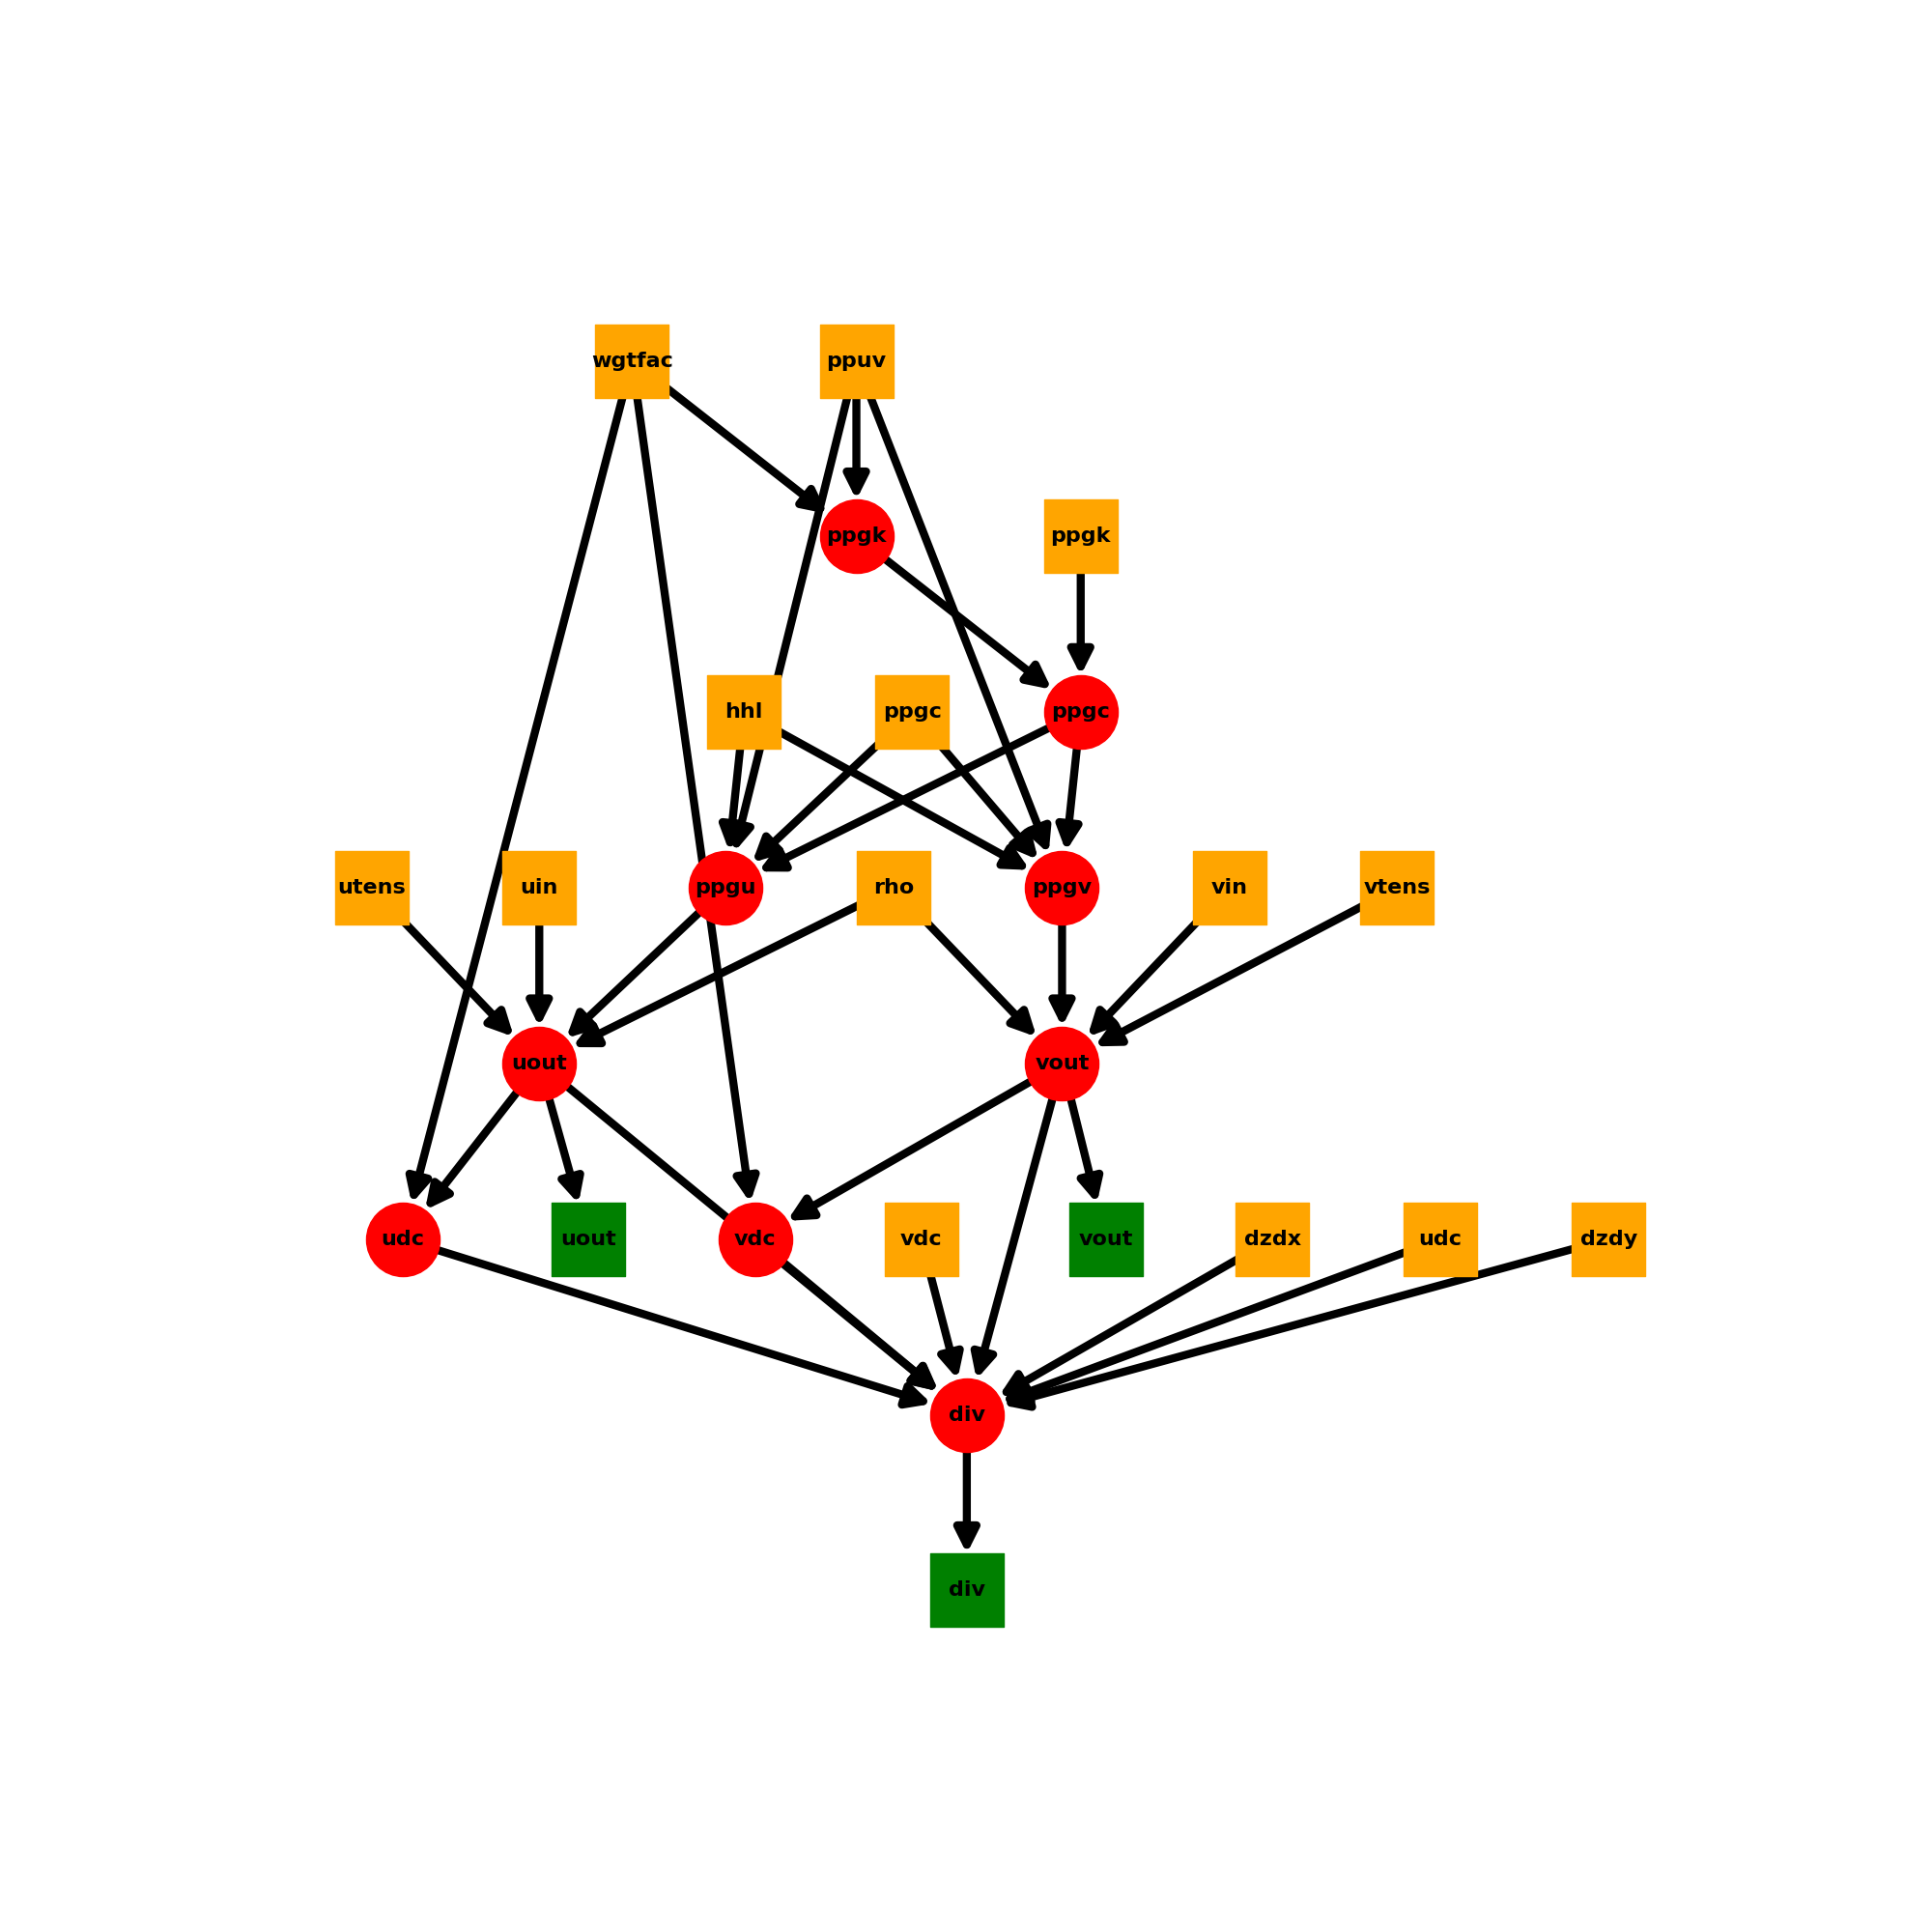 wgtfac ppuv
ppgk ppgk
hhl ppgc ppgc
utens uin ppgu rho ppgv vin vtens
uout vout
udc uout vdc vdc vout dzdx udc dzdy
div
div